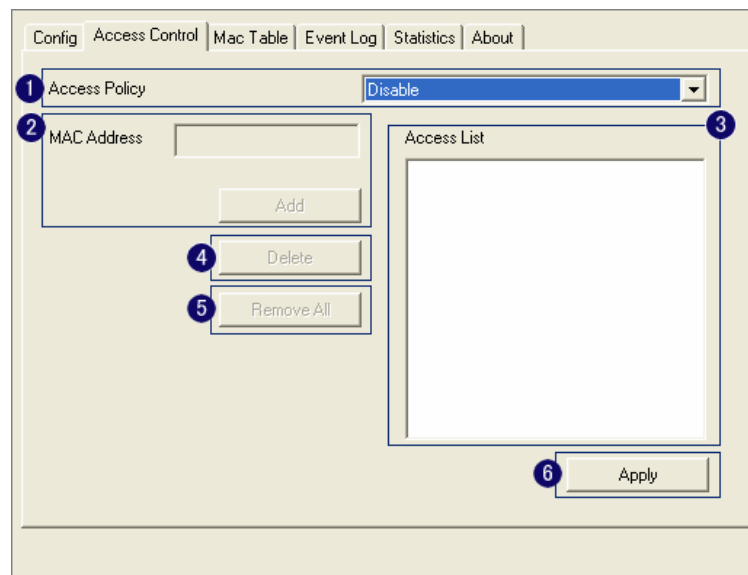 Config Access Control Mac Table Event Log Statistics About
1 Access Policy Disable
2 MAC Address
3 Access List
Add
4 Delete
5 Remove All
6 Apply